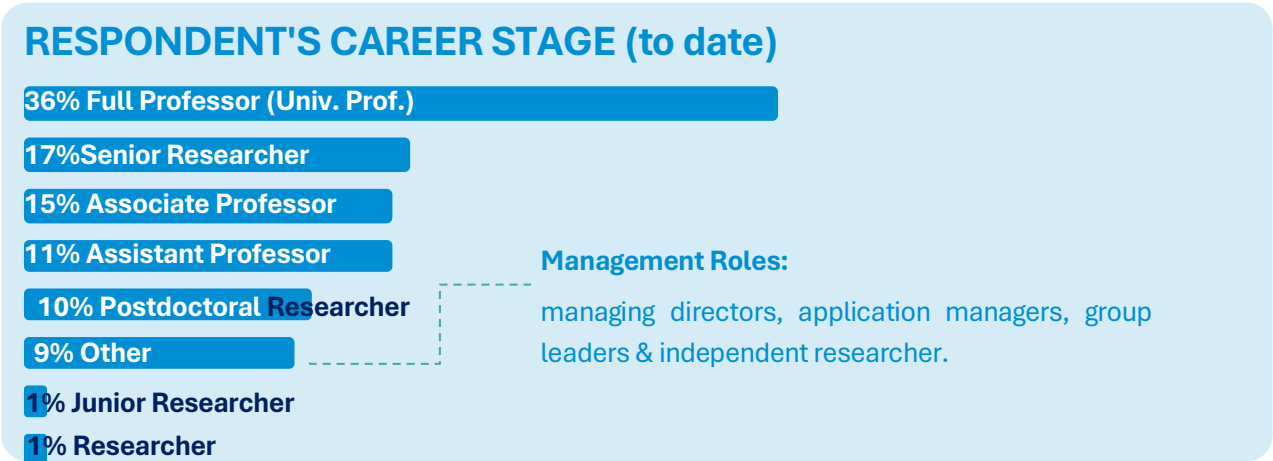 RESPONDENT'S CAREER STAGE (to date)
36% Full Professor (Univ. Prof.)
17%Senior Researcher
15% Associate Professor
11% Assistant Professor
10% Postdoctoral Researcher
9% Other
1% Junior Researcher
1% Researcher
Management Roles:
managing directors, application managers, group
leaders & independent researcher.